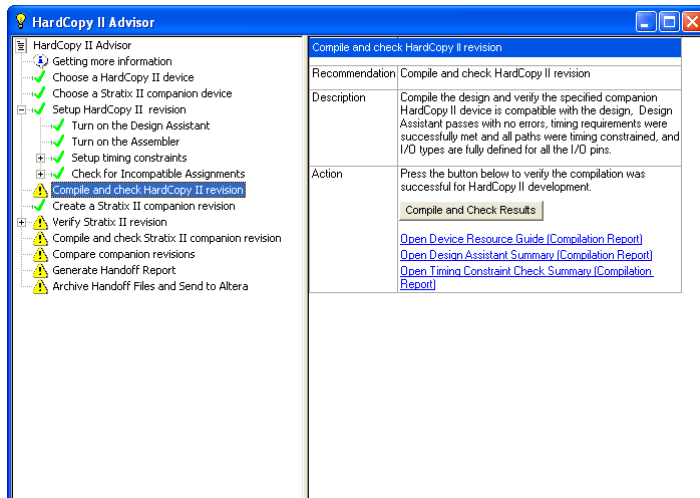 HardCopy II Advisor
HardCopy II Advisor
Getting more information
Choose a HardCopy II device
Choose a Stratix II companion device
Setup HardCopy II revision
Turn on the Design Assistant
Turn on the Assembler
Setup timing constraints
Check for Incompatible Assignments
Compile and check HardCopy II revision
Create a Stratix II companion revision
Verify Stratix II revision
Compile and check Stratix II companion revision
Compare companion revisions
Generate Handoff Report
Archive Handoff Files and Send to Altera
Compile and check HardCopy II revision
Recommendation Compile and check HardCopy II revision
Description Compile the design and verify the specified companion
HardCopy II device is compatible with the design, Design
Assistant passes with no errors, timing requirements were
successfully met and all paths were timing constrained, and
I/O types are fully defined for all the I/O pins.
Action Press the button below to verify the compilation was
successful for HardCopy II development.
Compile and Check Results
Open Device Resource Guide (Compilation Report)
Open Design Assistant Summary (Compilation Report)
Open Timing Constraint Check Summary (Compilation
Report)